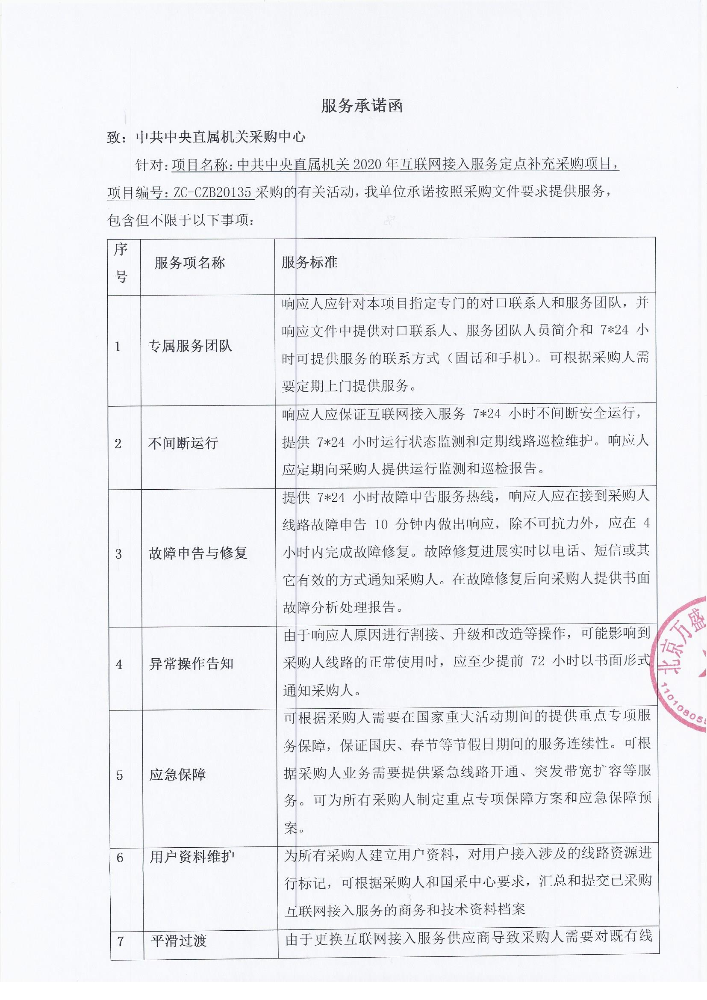 服务承诺函
致：中共中央直属机关采购中心
针对：项目名称：中共中央直属机关 2020 年互联网接入服务定点补充采购项目，
项目编号：ZC-CZB20135 采购的有关活动，我单位承诺按照采购文件要求提供服务，
包含但不限于以下事项：
序
号
服务项名称
服务标准
1
专属服务团队
响应人应针对本项目指定专门的对口联系人和服务团队，并
响应文件中提供对口联系人、服务团队人员简介和 7*24 小
时可提供服务的联系方式（固话和手机）。可根据采购人需
要定期上门提供服务。
2
不间断运行
响应人应保证互联网接入服务 7*24 小时不间断安全运行，
提供 7*24 小时运行状态监测和定期线路巡检维护。响应人
应定期向采购人提供运行监测和巡检报告。
3
故障申告与修复
提供 7*24 小时故障申告服务热线，响应人应在接到采购人
线路故障申告 10 分钟内做出响应，除不可抗力外，应在 4
小时内完成故障修复。故障修复进展实时以电话、短信或其
它有效的方式通知采购人。在故障修复后向采购人提供书面
故障分析处理报告。
4
异常操作告知
由于响应人原因进行割接、升级和改造等操作，可能影响到
采购人线路的正常使用时，应至少提前 72 小时以书面形式
通知采购人。
5
应急保障
可根据采购人需要在国家重大活动期间的提供重点专项服
务保障，保证国庆、春节等节假日期间的服务连续性。可根
据采购人业务需要提供紧急线路开通、突发带宽扩容等服
务。可为所有采购人制定重点专项保障方案和应急保障预
案。
6
用户资料维护
为所有采购人建立用户资料，对用户接入涉及的线路资源进
行标记，可根据采购人和国采中心要求，汇总和提交已采购
互联网接入服务的商务和技术资料档案
7
平滑过渡
由于更换互联网接入服务供应商导致采购人需要对既有线
北京万盛
110108055